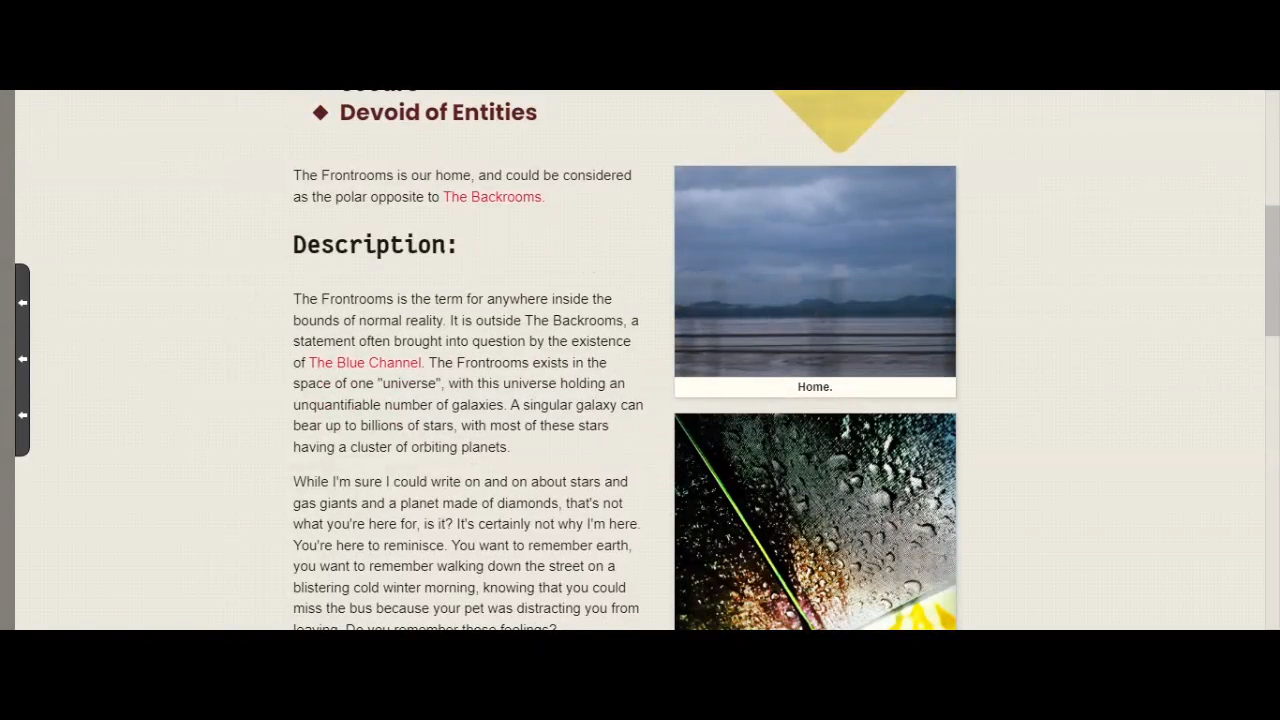 Devoid of Entities
The Frontrooms is our home, and could be considered
as the polar opposite to The Backrooms.
Description:
The Frontrooms is the term for anywhere inside the
bounds of normal reality. It is outside The Backrooms, a
statement often brought into question by the existence
of The Blue Channel. The Frontrooms exists in the
space of one "universe", with this universe holding an
unquantifiable number of galaxies. A singular galaxy can
bear up to billions of stars, with most of these stars
having a cluster of orbiting planets.
While I'm sure I could write on and on about stars and
gas giants and a planet made of diamonds, that's not
what you're here for, is it? It's certainly not why I'm here.
You're here to reminisce. You want to remember earth,
you want to remember walking down the street on a
blistering cold winter morning, knowing that you could
miss the bus because your pet was distracting you from
leaving. Do you remember those feelings?
Home.